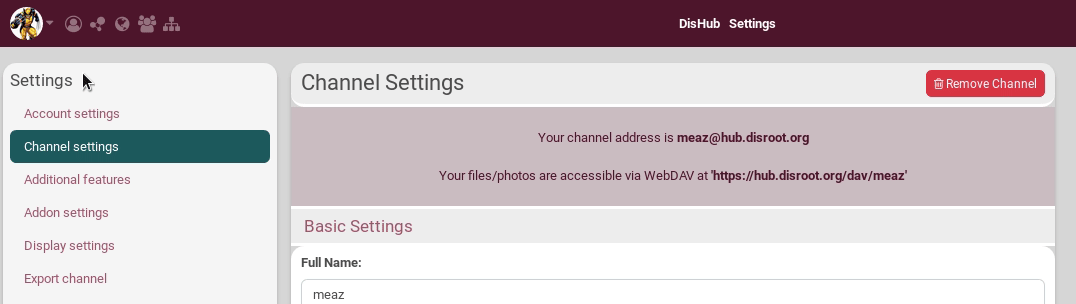 DisHub Settings
Settings
Account settings
Channel settings
Additional features
Addon settings
Display settings
Export channel
Channel Settings
Remove Channel
Your channel address is meaz@hub.disroot.org
Your files/photos are accessible via WebDAV at 'https://hub.disroot.org/dav/meaz'
Basic Settings
Full Name:
meaz